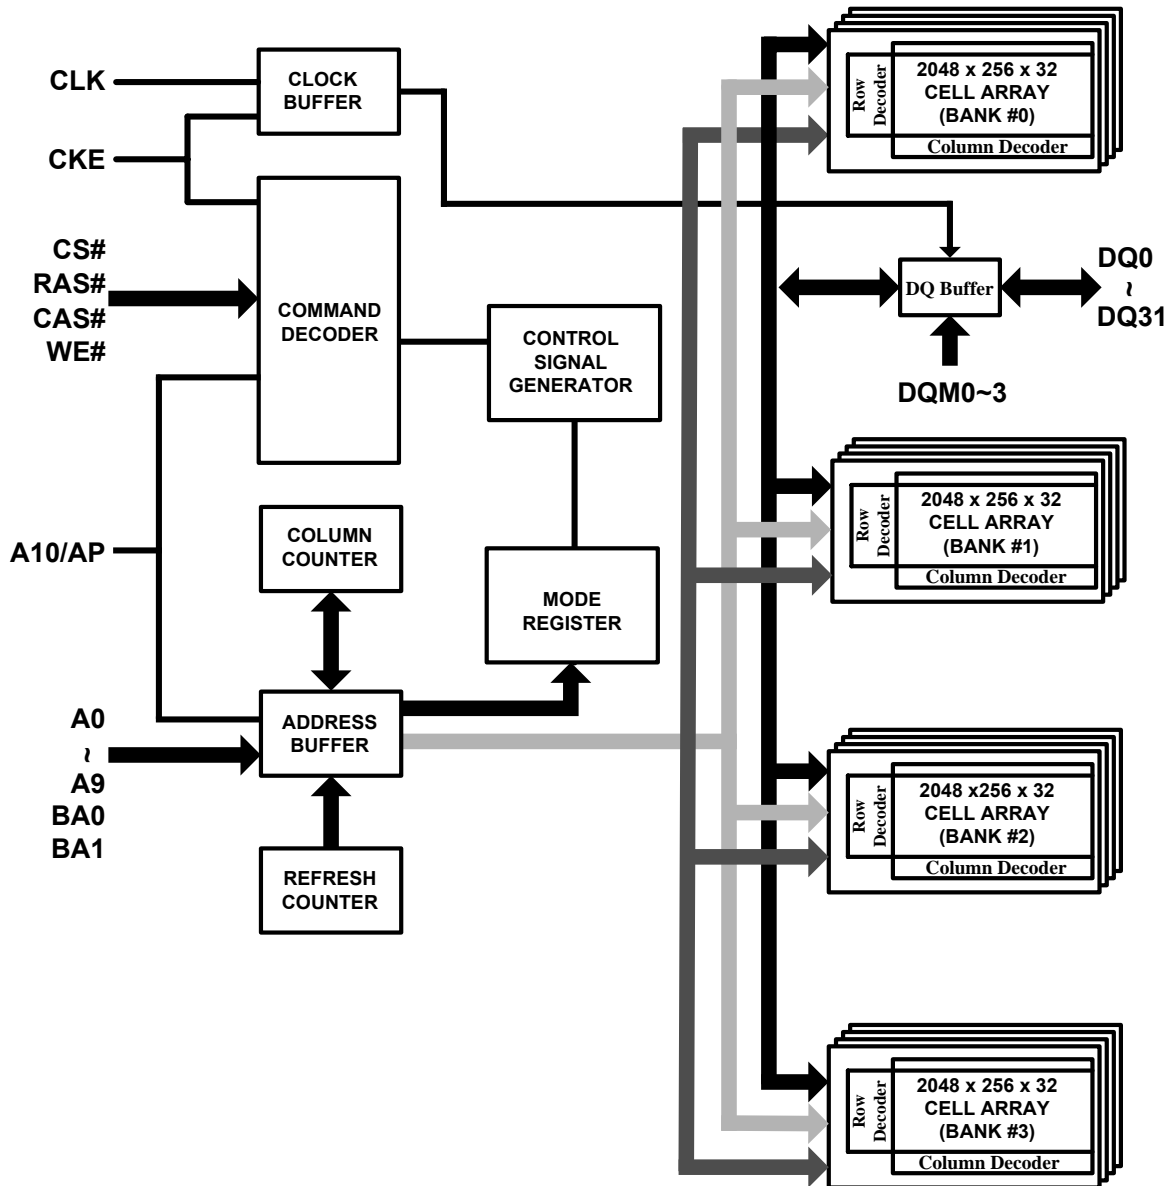 CLK
CKE
CS#
RAS#
CAS#
WE#
A10/AP
A0
~
A9
BA0
BA1
CLOCK
BUFFER
COMMAND
DECODER
COLUMN
COUNTER
ADDRESS
BUFFER
REFRESH
COUNTER
CONTROL
SIGNAL
GENERATOR
MODE
REGISTER
Row
Decoder
2048 x 256 x 32
CELL ARRAY
(BANK #0)
Column Decoder
DQ Buffer
DQ0
~
DQ31
DQM0~3
Row
Decoder
2048 x 256 x 32
CELL ARRAY
(BANK #1)
Column Decoder
Row
Decoder
2048 x256 x 32
CELL ARRAY
(BANK #2)
Column Decoder
Row
Decoder
2048 x 256 x 32
CELL ARRAY
(BANK #3)
Column Decoder